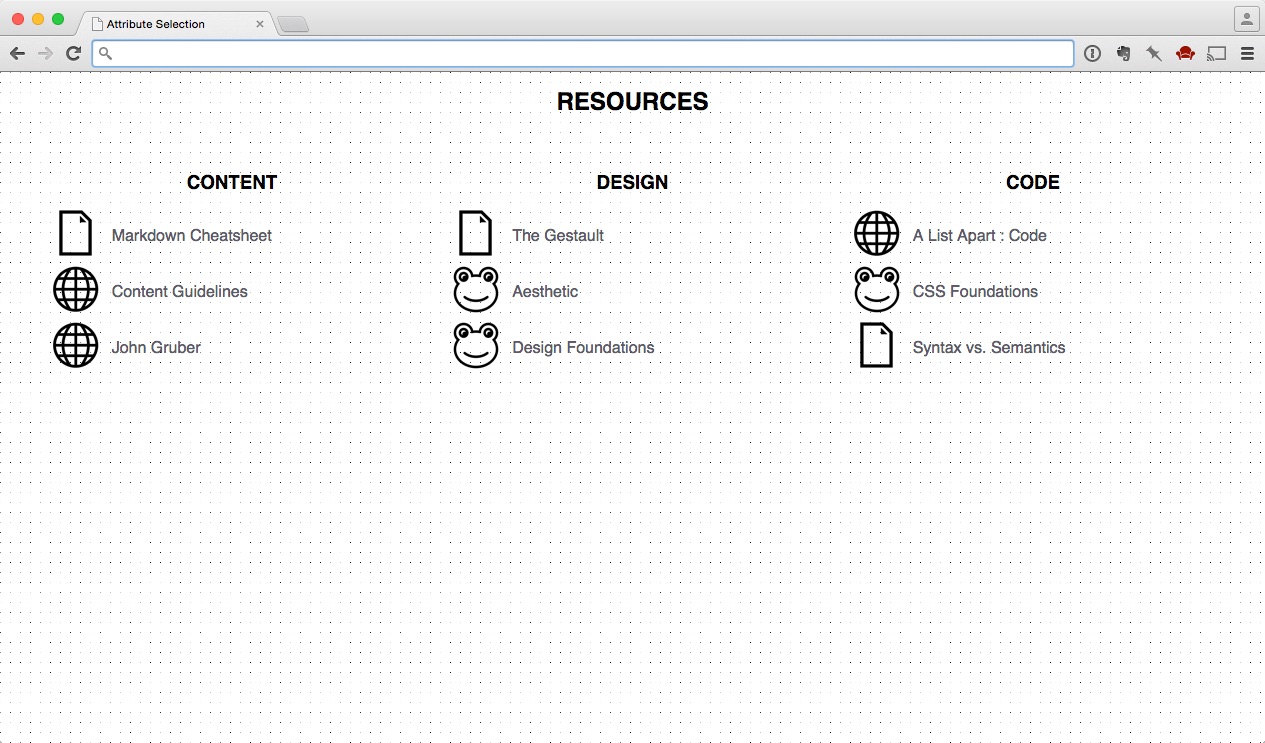 Attribute Selection
RESOURCES
CONTENT
Markdown Cheatsheet
Content Guidelines
John Gruber
DESIGN
The Gestault
Aesthetic
Design Foundations
CODE
A List Apart : Code
CSS Foundations
Syntax vs. Semantics